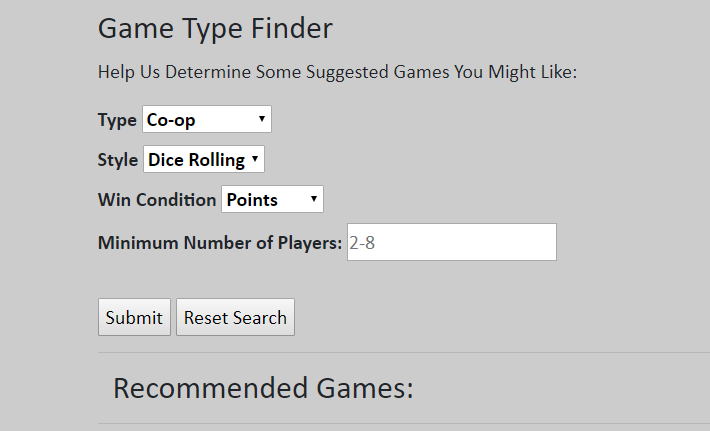 Game Type Finder
Help Us Determine Some Suggested Games You Might Like:
Type Co-op
Style Dice Rolling
Win Condition Points
Minimum Number of Players: 2-8
Submit Reset Search
Recommended Games: